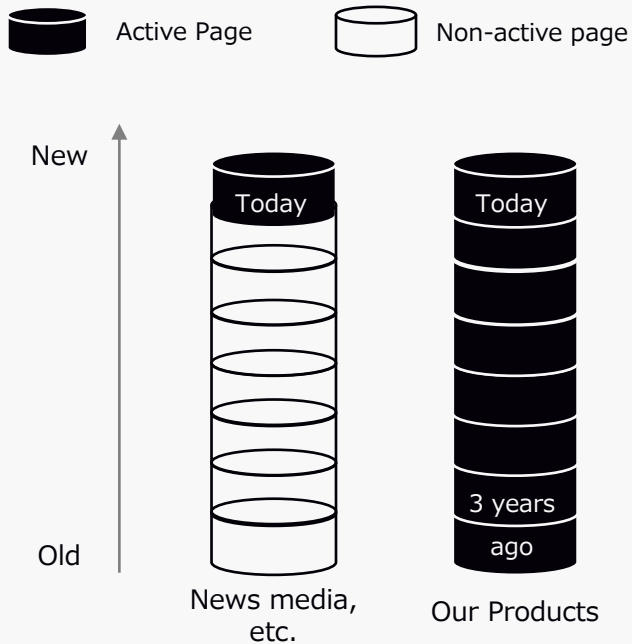 Active Page
Non-active page
New
Today
Today
3 years
ago
Old
News media,
etc.
Our Products